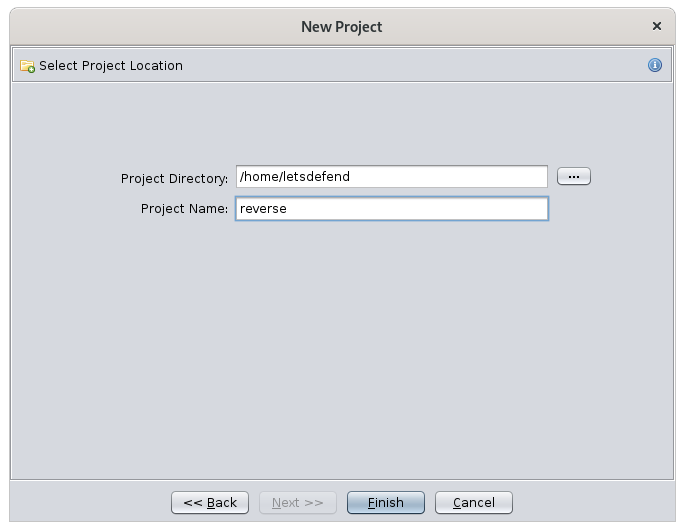 New Project
Select Project Location
Project Directory: /home/letsdefend ...
Project Name: reverse
<< Back Next >> Finish Cancel